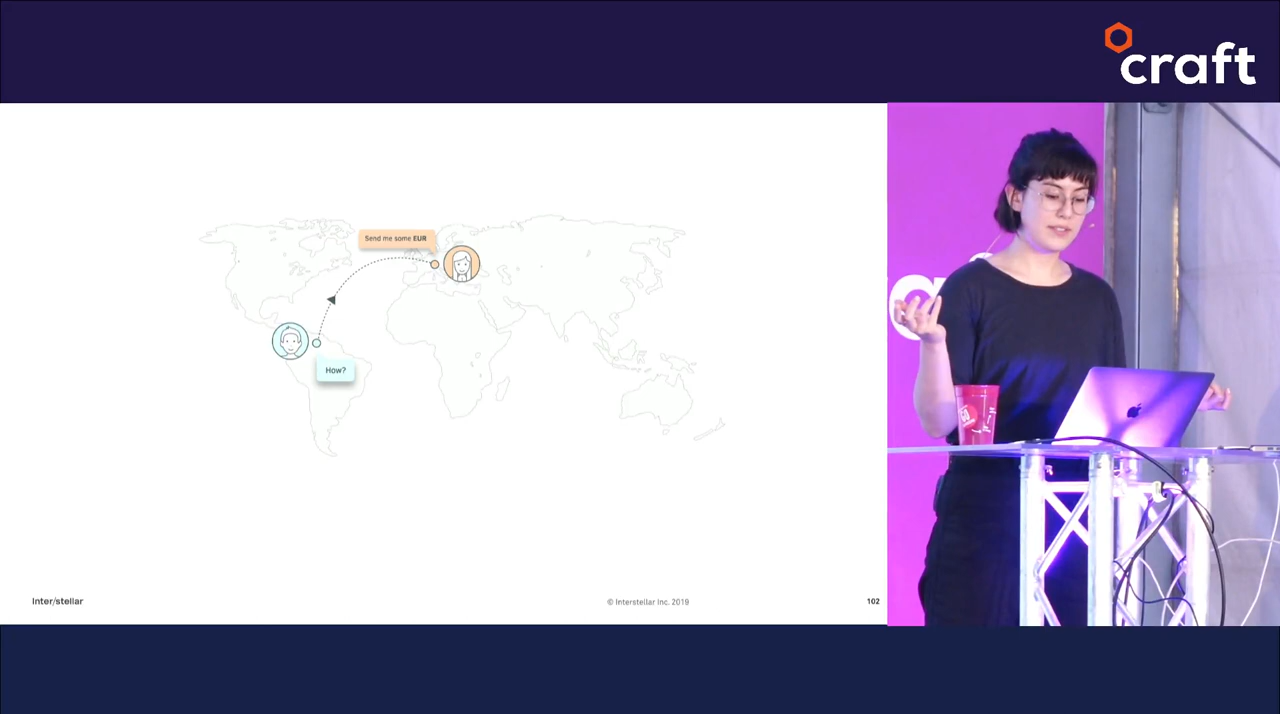 craft
Send me some EUR
How?
Inter/stellar
© Interstellar Inc. 2019
102